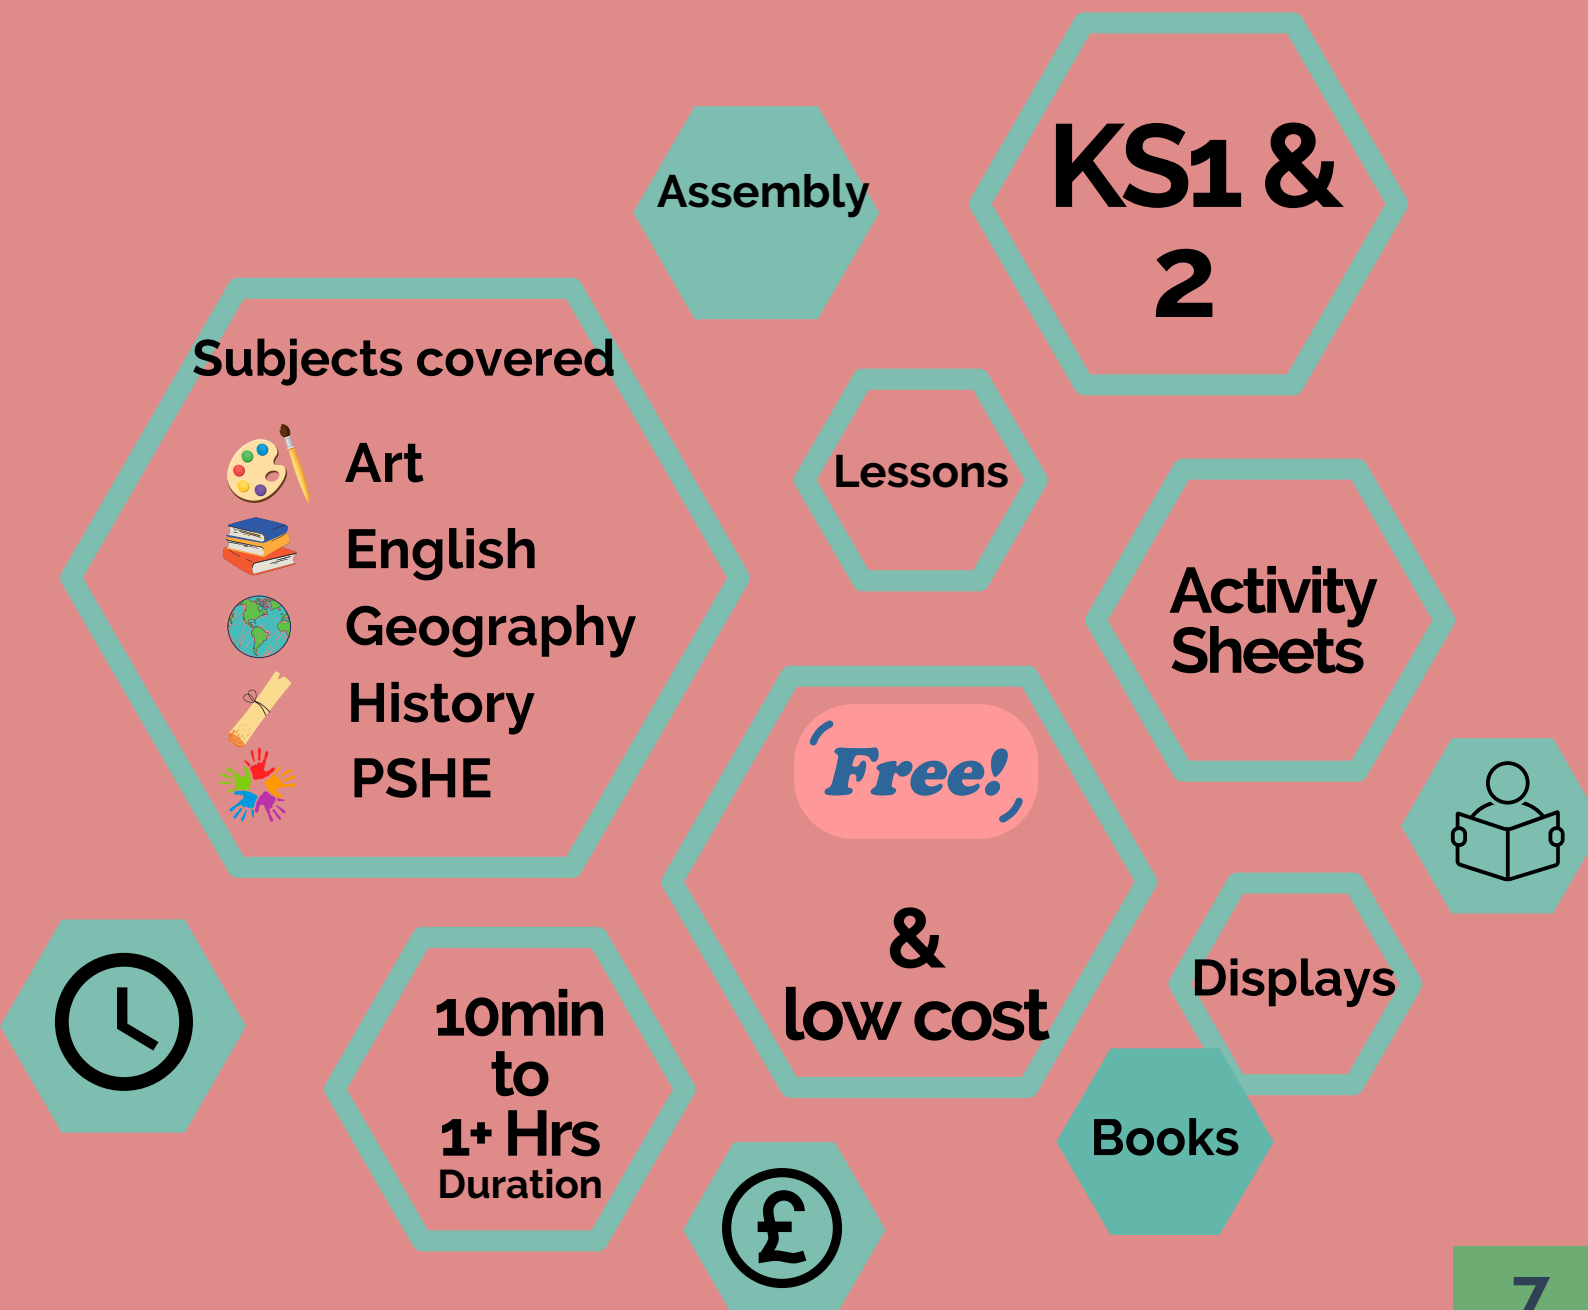 Assembly
KS1 &
2
Subjects covered
Art
English
Geography
History
PSHE
Lessons
Activity
Sheets
Free!
&
low cost
Displays
10min
to
1+ Hrs
Duration
Books
£
7